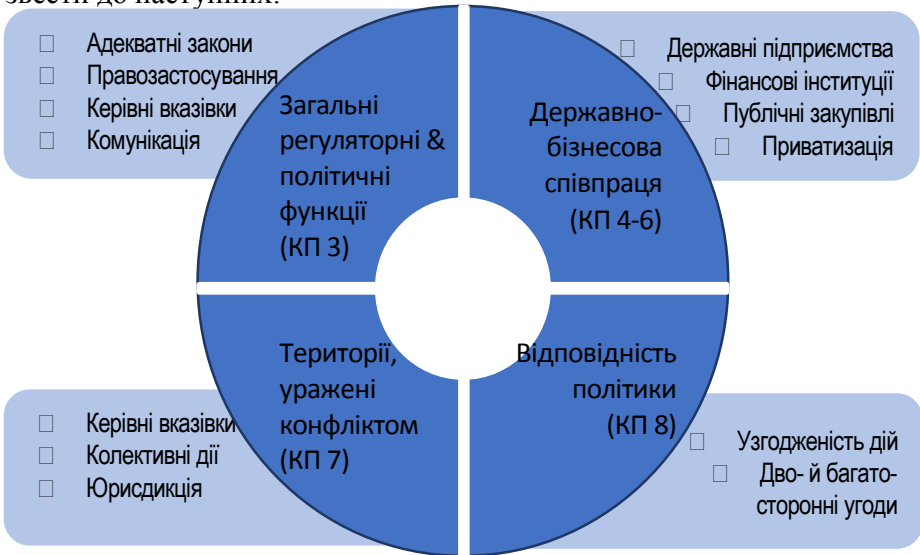 звести до наступних:
Адекватні закони
Правозастосування
Керівні вказівки
Комунікація
Загальні
регуляторні &
політичні
функції
(КП 3)
Державно-
бізнесова
співпраця
(КП 4-6)
Державні підприємства
Фінансові інституції
Публічні закупівлі
Приватизація
Території,
уражені
конфліктом
(КП 7)
Керівні вказівки
Колективні дії
Юрисдикція
Відповідність
політики
(КП 8)
Узгодженість дій
Дво- й багато-
сторонні угоди